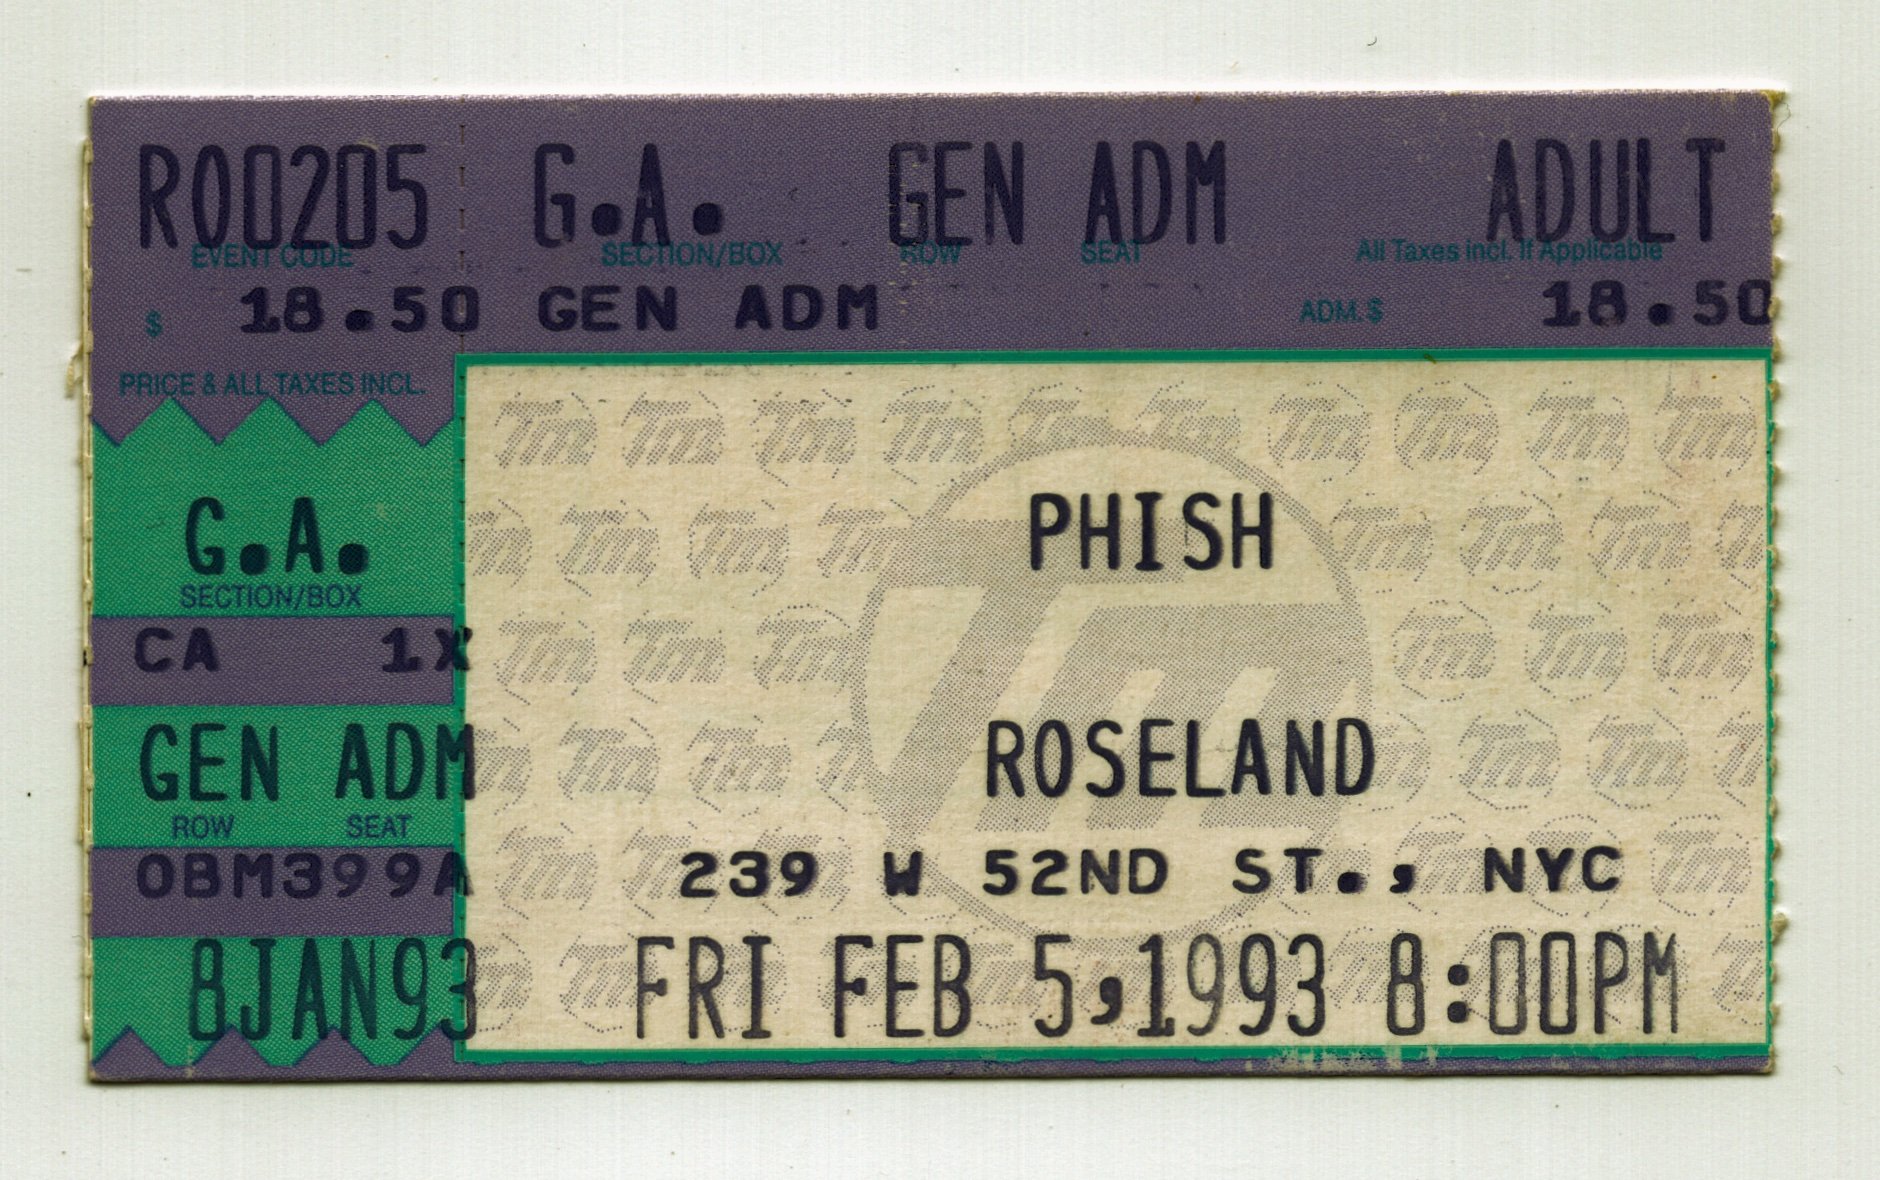 R00205 G.A. GEN ADM ADULT
EVENT CODE SECTION/BOX ROW SEAT All Taxes Incl. If Applicable
$ 18.50 GEN ADM ADM. $ 18.50
PRICE & ALL TAXES INCL.
G.A.
SECTION/BOX
CA 1X
GEN ADM
ROW SEAT
0BM399A
8JAN93
PHISH
ROSELAND
239 W 52ND ST., NYC
FRI FEB 5,1993 8:00PM